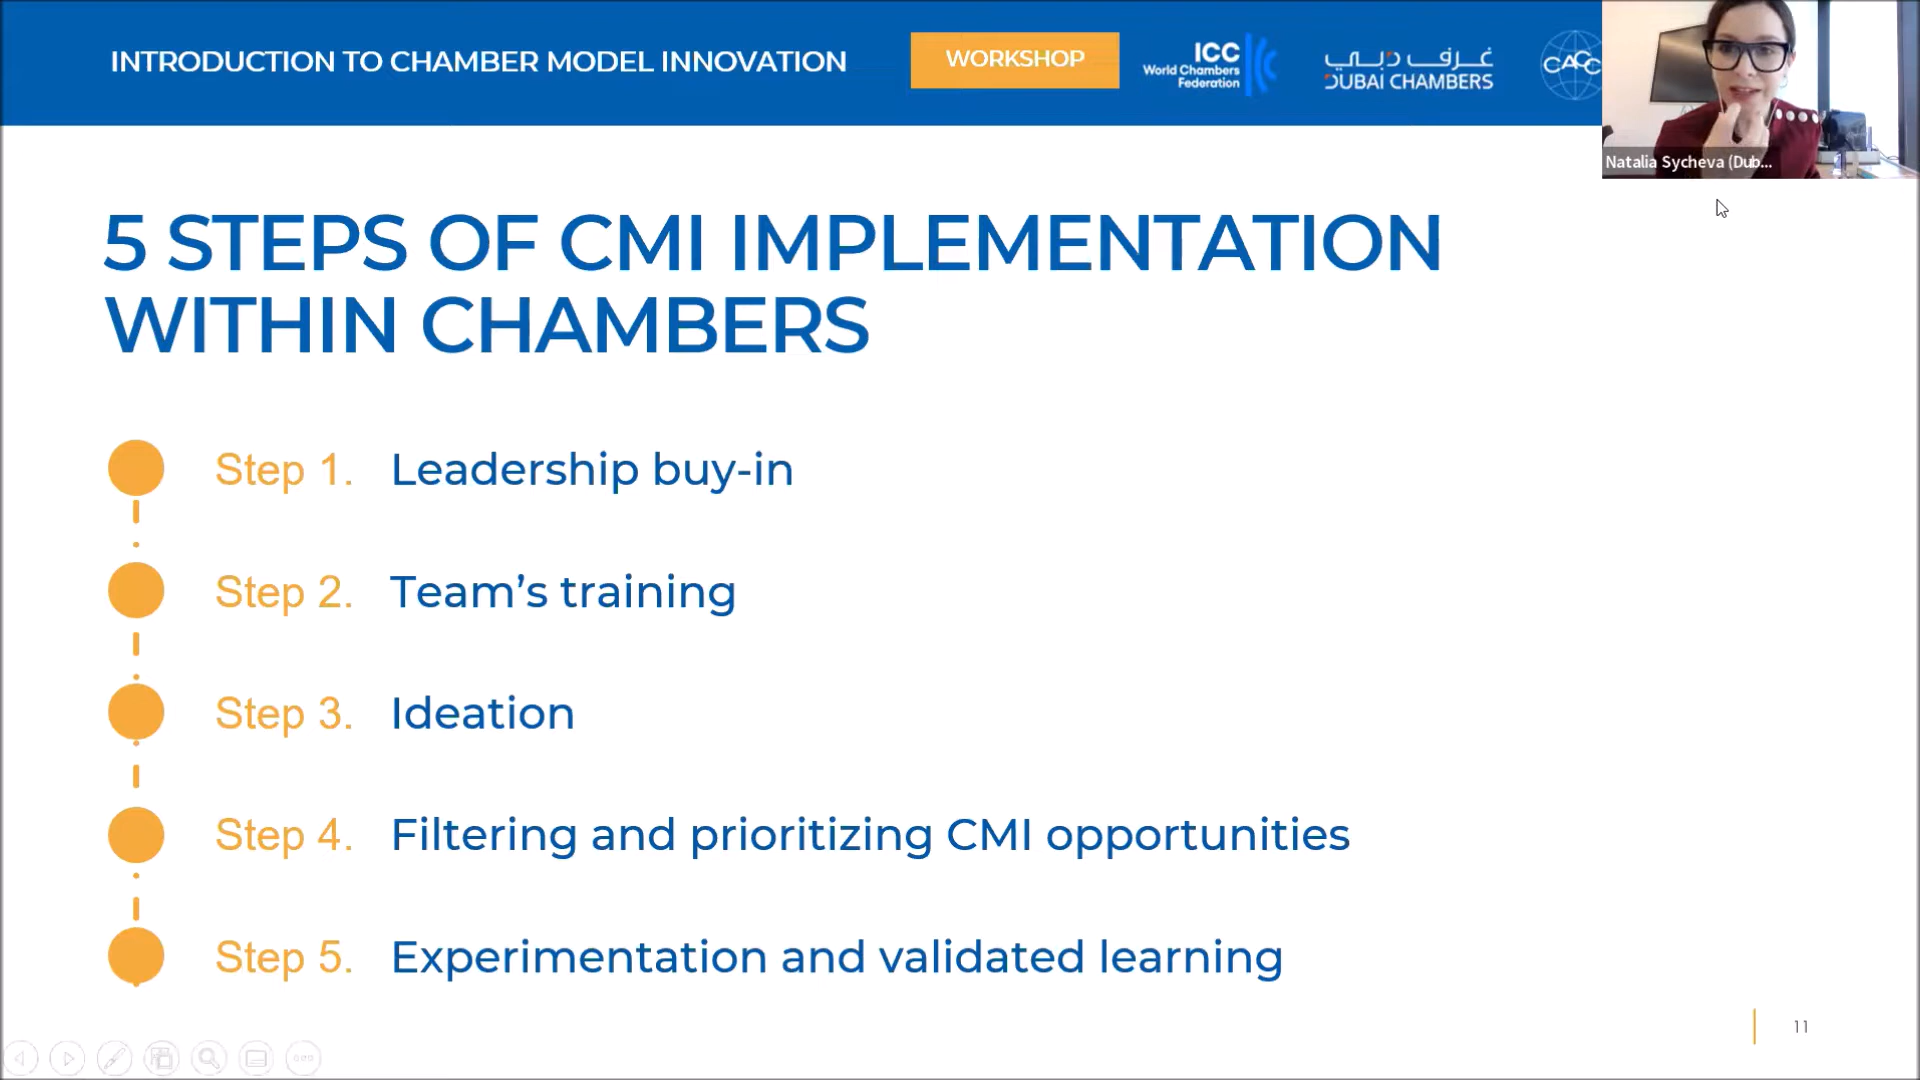 INTRODUCTION TO CHAMBER MODEL INNOVATION
WORKSHOP
ICC
World Chambers
Federation
غرف دبي
DUBAI CHAMBERS
CACC
Natalia Sycheva (Dub...
5 STEPS OF CMI IMPLEMENTATION
WITHIN CHAMBERS
Step 1. Leadership buy-in
Step 2. Team’s training
Step 3. Ideation
Step 4. Filtering and prioritizing CMI opportunities
Step 5. Experimentation and validated learning
11